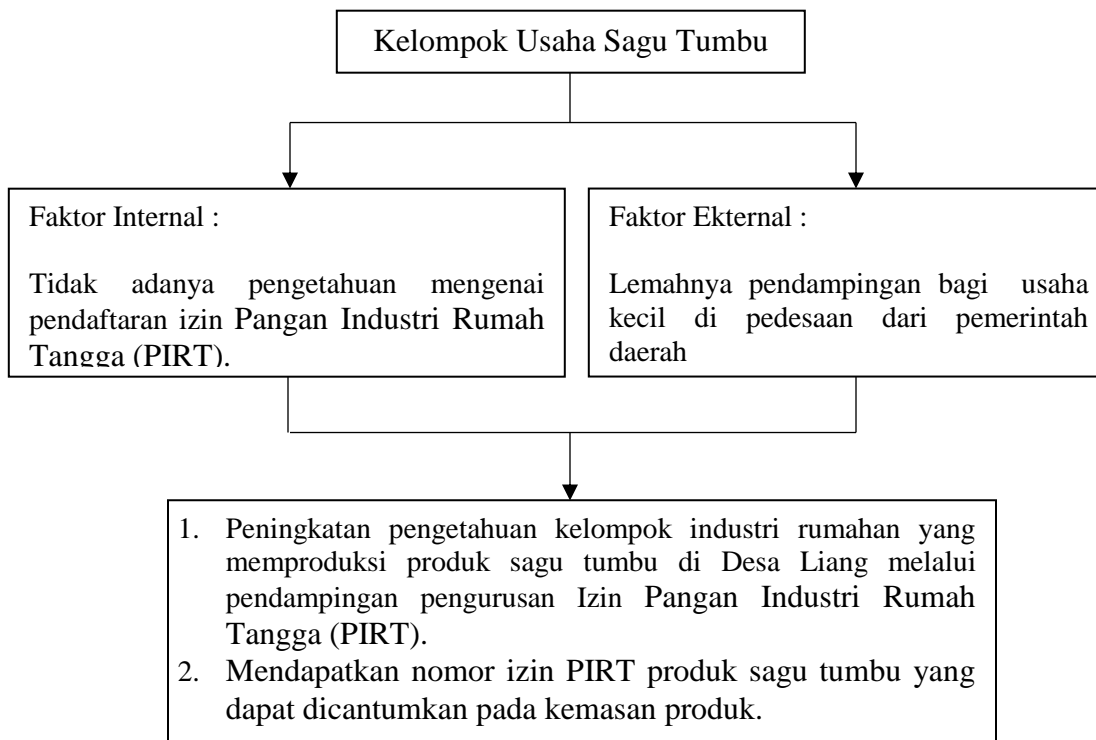 Kelompok Usaha Sagu Tumbu
Faktor Internal :
Tidak adanya pengetahuan mengenai
pendaftaran izin Pangan Industri Rumah
Tangga (PIRT).
Faktor Ekternal :
Lemahnya pendampingan bagi usaha
kecil di pedesaan dari pemerintah
daerah
1. Peningkatan pengetahuan kelompok industri rumahan yang
memproduksi produk sagu tumbu di Desa Liang melalui
pendampingan pengurusan Izin Pangan Industri Rumah
Tangga (PIRT).
2. Mendapatkan nomor izin PIRT produk sagu tumbu yang
dapat dicantumkan pada kemasan produk.